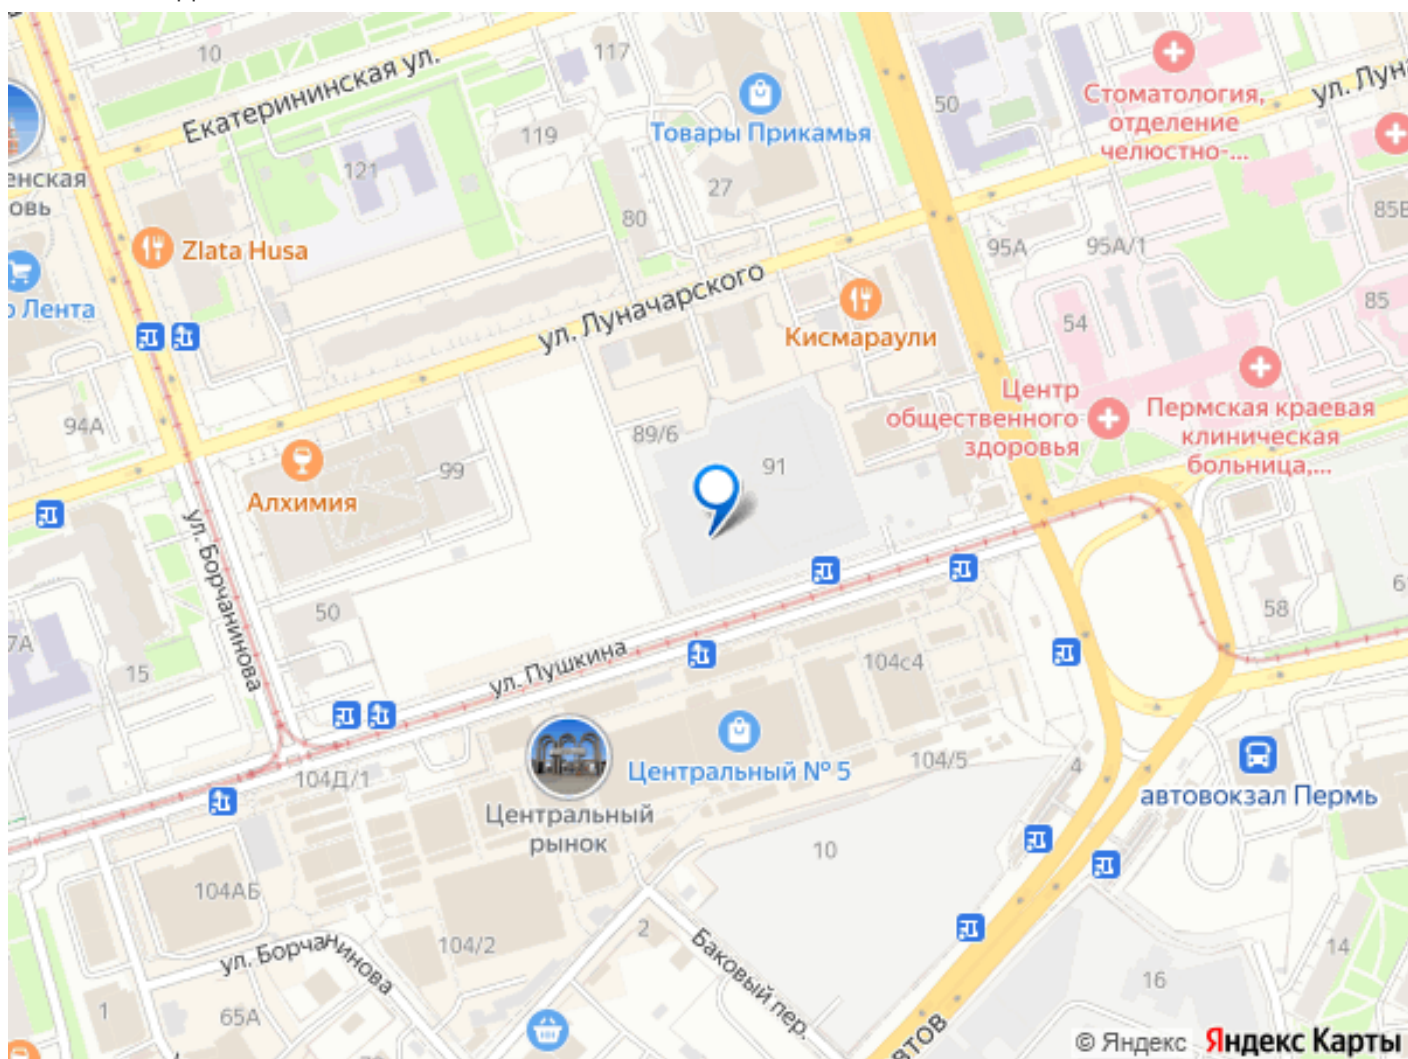 10
Екатерининская ул.
117
50
Стоматология,
отделение
челюстно-...
119
Товары Прикамья
121
27
80
85Б
Zlata Husa
95А
95А/1
Лента
ул. Луначарского
Кисмараули
54
85
94А
89/6
91
99
Алхимия
Центр
общественного
здоровья
Пермская краевая
клиническая
больница,...
ул. Борчанинова
50
58
15
ул. Пушкина
104с4
104Д/1
Центральный № 5
104/5
4
автовокзал Пермь
Центральный
рынок
10
104АБ
104/2
2
ул. Борчанинова
Баковый пер.
14
16
1
65А
© Яндекс Яндекс Карты